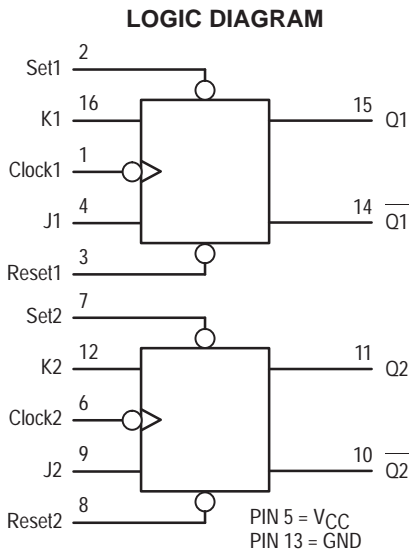 LOGIC DIAGRAM
Set1 2
K1 16
15 Q1
Clock1 1
J1 4
14 Q1
Reset1 3
Set2 7
K2 12
11 Q2
Clock2 6
J2 9
10 Q2
Reset2 8
PIN 5 = VCC
PIN 13 = GND